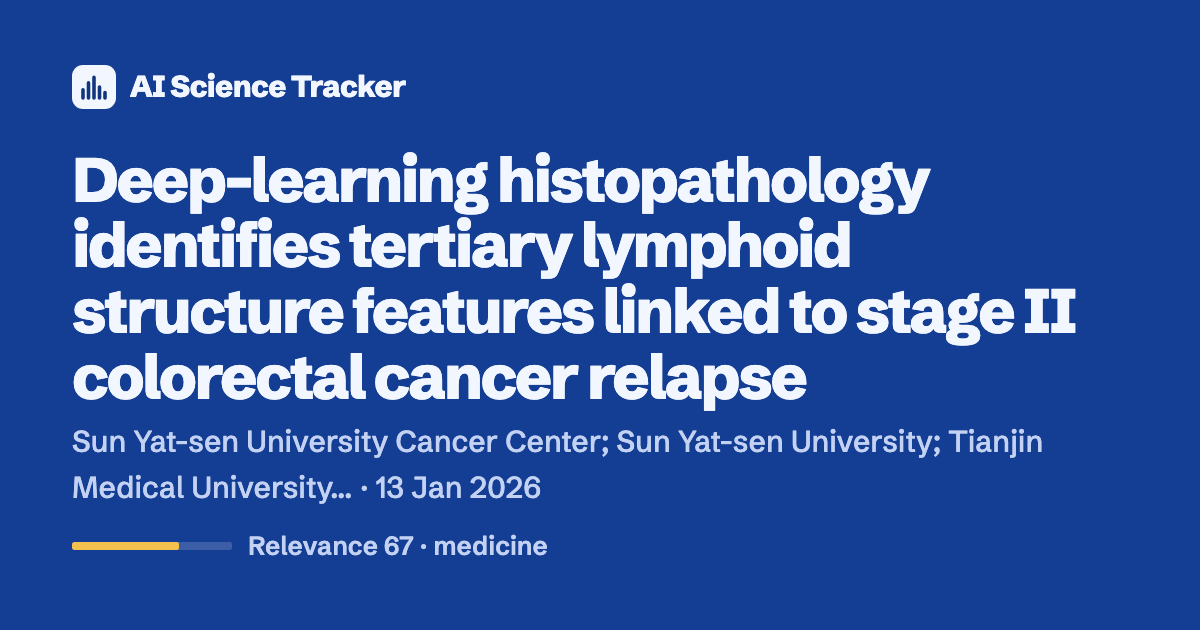 AI Science Tracker
Deep-learning histopathology
identifies tertiary lymphoid
structure features linked to stage II
colorectal cancer relapse
Sun Yat-sen University Cancer Center; Sun Yat-sen University; Tianjin
Medical University... · 13 Jan 2026
Relevance 67 · medicine